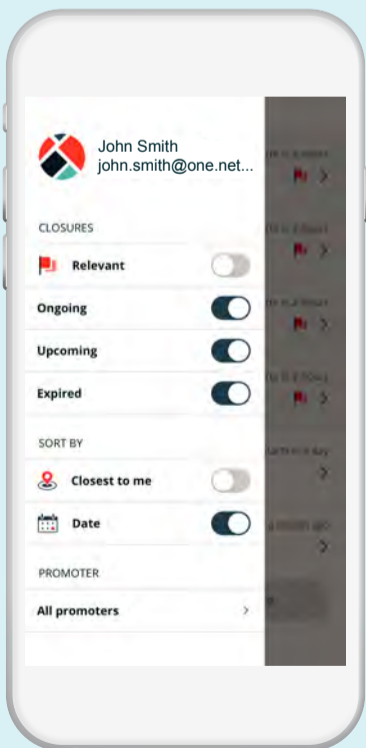 John Smith
john.smith@one.net...
CLOSURES
Relevant
Ongoing
Upcoming
Expired
SORT BY
Closest to me
Date
PROMOTER
All promoters